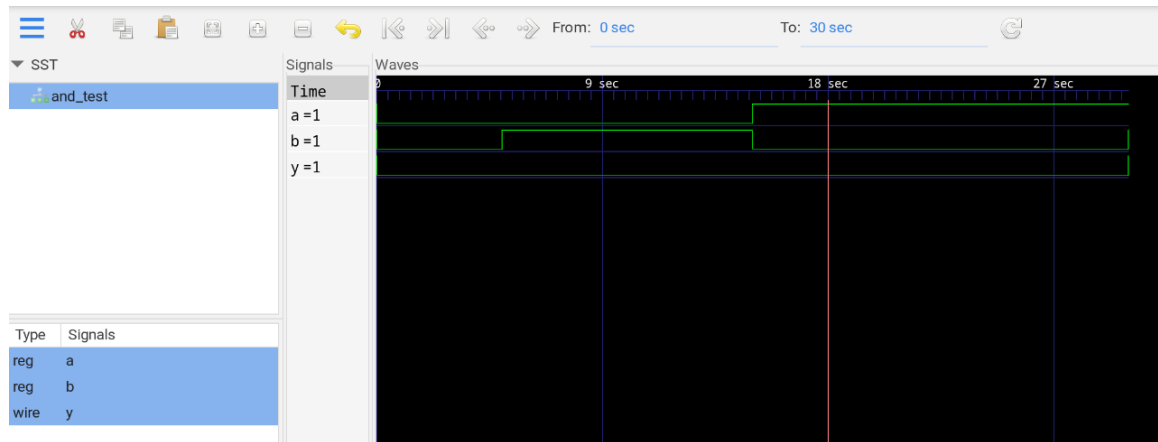 From: 0 sec To: 30 sec
SST
and_test
Type Signals
reg a
reg b
wire y
Signals
Time
a =1
b =1
y =1
Waves
0 9 sec 18 sec 27 sec